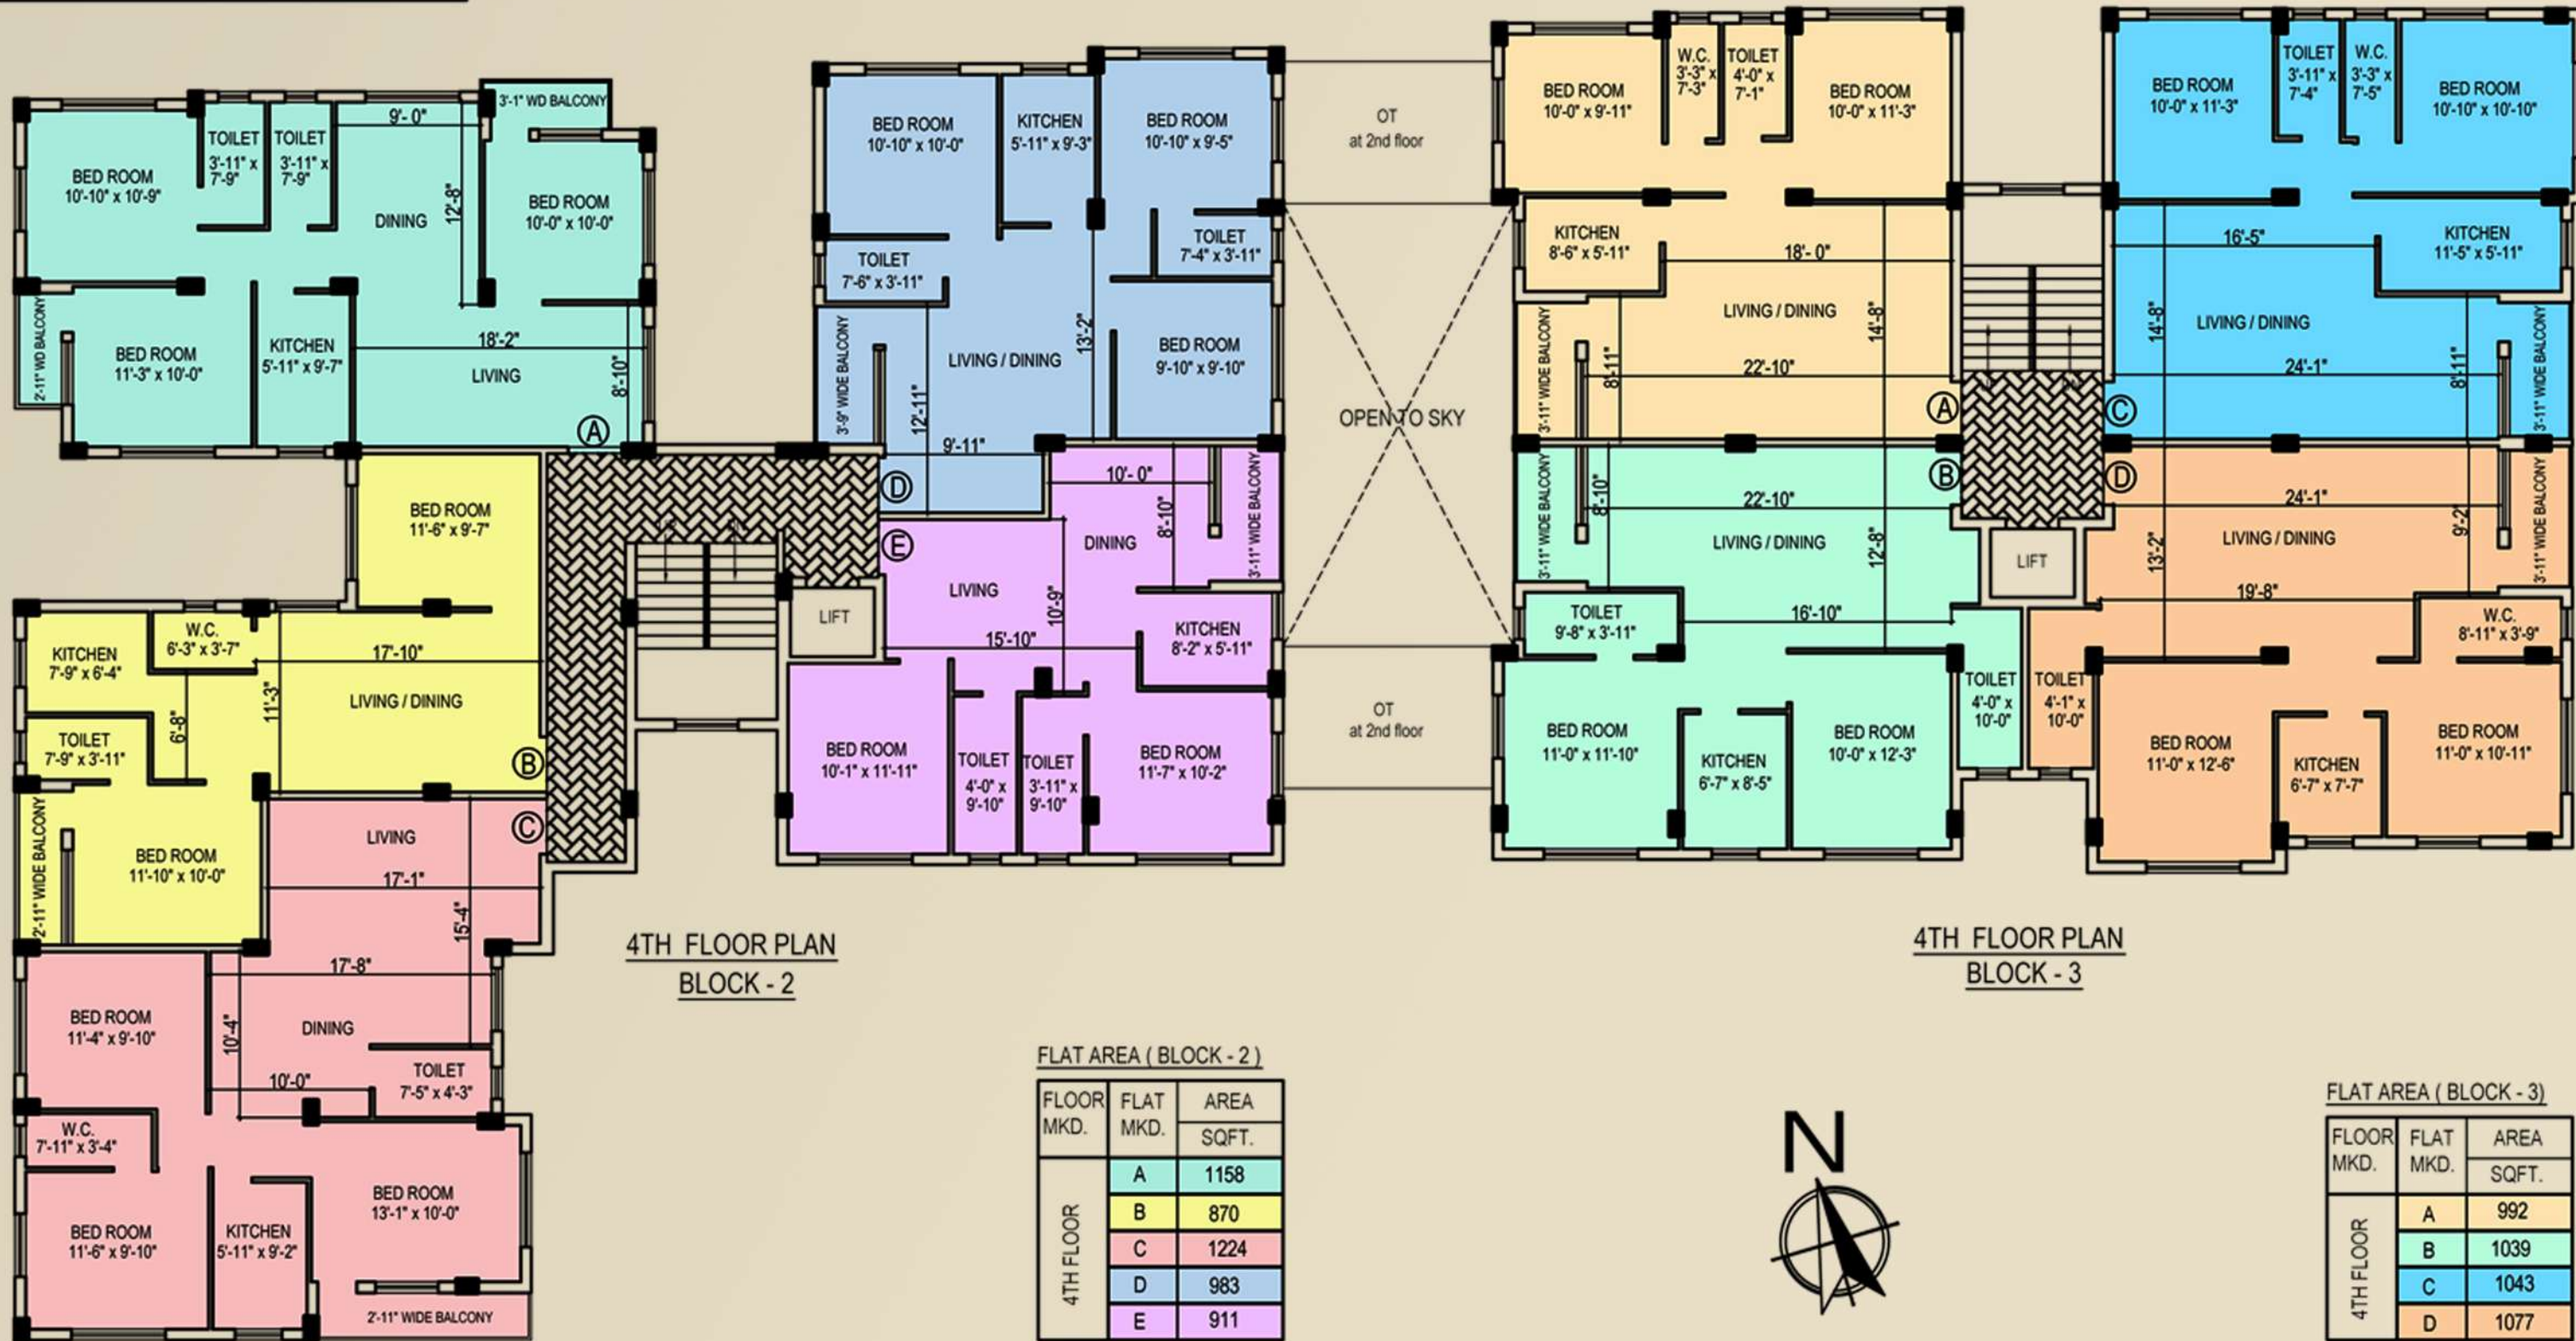 3'-1" WD BALCONY
9'- 0"
TOILET
3'-11" x
7'-9"
TOILET
3'-11" x
7'-9"
BED ROOM
10'-10" x 10'-9"
DINING
12'-8"
BED ROOM
10'-0" x 10'-0"
2'-11" WD BALCONY
BED ROOM
11'-3" x 10'-0"
KITCHEN
5'-11" x 9'-7"
18'-2"
LIVING
8'-10"
A
BED ROOM
11'-6" x 9'-7"
W.C.
6'-3" x 3'-7"
KITCHEN
7'-9" x 6'-4"
17'-10"
11'-3"
LIVING / DINING
6'-8"
TOILET
7'-9" x 3'-11"
B
2'-11" WIDE BALCONY
BED ROOM
11'-10" x 10'-0"
LIVING
C
17'-1"
15'-4"
17'-8"
BED ROOM
11'-4" x 9'-10"
10'-4"
DINING
TOILET
7'-5" x 4'-3"
10'-0"
W.C.
7'-11" x 3'-4"
BED ROOM
13'-1" x 10'-0"
BED ROOM
11'-6" x 9'-10"
KITCHEN
5'-11" x 9'-2"
2'-11" WIDE BALCONY
BED ROOM
10'-10" x 10'-0"
KITCHEN
5'-11" x 9'-3"
BED ROOM
10'-10" x 9'-5"
TOILET
7'-6" x 3'-11"
TOILET
7'-4" x 3'-11"
3'-9" WIDE BALCONY
LIVING / DINING
13'-2"
BED ROOM
9'-10" x 9'-10"
12'-11"
9'-11"
D
10'- 0"
8'-10"
3'-11" WIDE BALCONY
E
DINING
LIVING
10'-9"
LIFT
15'-10"
KITCHEN
8'-2" x 5'-11"
BED ROOM
10'-1" x 11'-11"
TOILET
4'-0" x
9'-10"
TOILET
3'-11" x
9'-10"
BED ROOM
11'-7" x 10'-2"
4TH FLOOR PLAN
BLOCK - 2
OT
at 2nd floor
OPEN TO SKY
OT
at 2nd floor
BED ROOM
10'-0" x 9'-11"
W.C.
3'-3" x
7'-3"
TOILET
4'-0" x
7'-1"
BED ROOM
10'-0" x 11'-3"
KITCHEN
8'-6" x 5'-11"
18'- 0"
LIVING / DINING
14'-8"
3'-11" WIDE BALCONY
8'-11"
22'-10"
A
3'-11" WIDE BALCONY
8'-10"
22'-10"
B
LIVING / DINING
12'-8"
TOILET
9'-8" x 3'-11"
16'-10"
BED ROOM
11'-0" x 11'-10"
KITCHEN
6'-7" x 8'-5"
BED ROOM
10'-0" x 12'-3"
TOILET
4'-0" x
10'-0"
LIFT
BED ROOM
10'-0" x 11'-3"
TOILET
3'-11" x
7'-4"
W.C.
3'-3" x
7'-5"
BED ROOM
10'-10" x 10'-10"
16'-5"
KITCHEN
11'-5" x 5'-11"
14'-8"
LIVING / DINING
24'-1"
8'-11"
3'-11" WIDE BALCONY
C
D
24'-1"
9'-2"
3'-11" WIDE BALCONY
LIVING / DINING
13'-2"
19'-8"
W.C.
8'-11" x 3'-9"
TOILET
4'-1" x
10'-0"
BED ROOM
11'-0" x 12'-6"
KITCHEN
6'-7" x 7'-7"
BED ROOM
11'-0" x 10'-11"
4TH FLOOR PLAN
BLOCK - 3
FLAT AREA ( BLOCK - 2 )
FLOOR MKD. FLAT MKD. AREA SQFT.
4TH FLOOR
A 1158
B 870
C 1224
D 983
E 911
N
FLAT AREA ( BLOCK - 3)
FLOOR MKD. FLAT MKD. AREA SQFT.
4TH FLOOR
A 992
B 1039
C 1043
D 1077